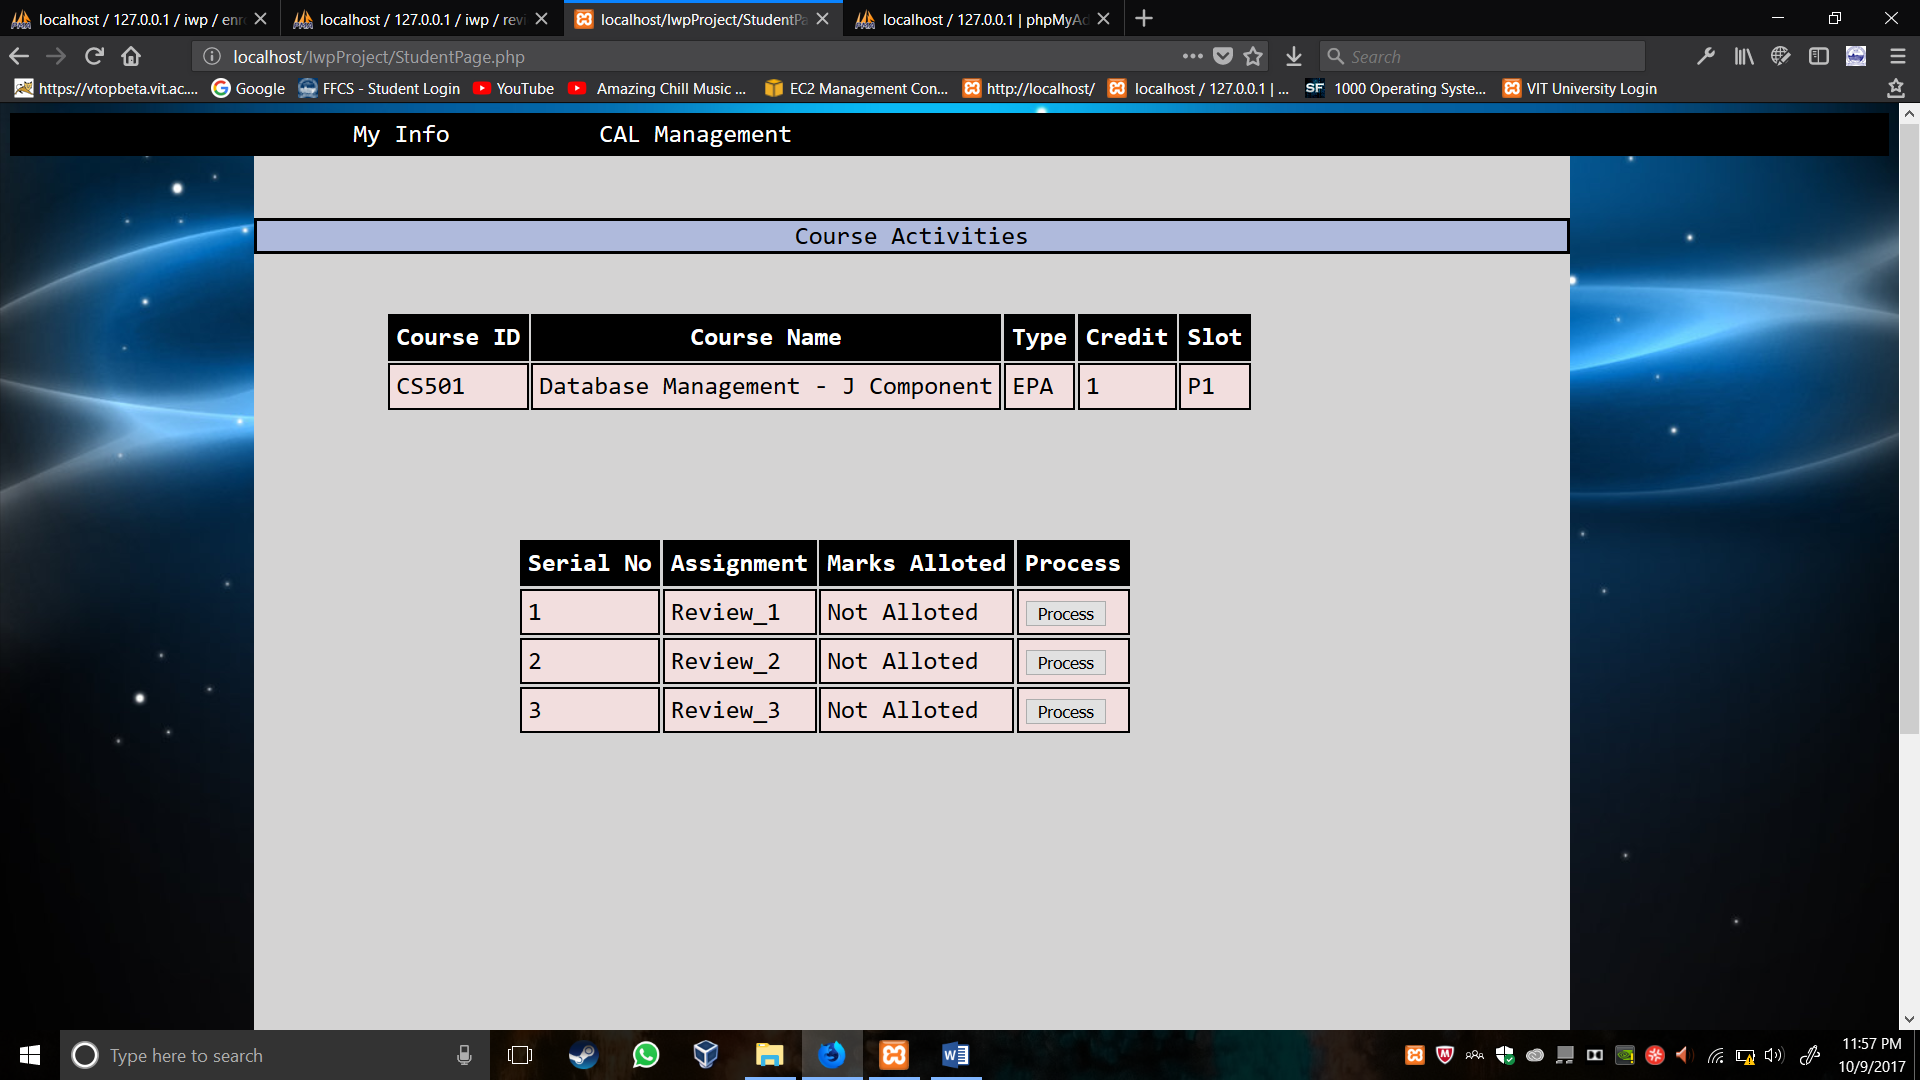 localhost / 127.0.0.1 / iwp / enr
localhost / 127.0.0.1 / iwp / rev
localhost/IwpProject/StudentPa
localhost / 127.0.0.1 | phpMyAd
localhost/IwpProject/StudentPage.php
Search
https://vtopbeta.vit.ac.... Google FFCS - Student Login YouTube Amazing Chill Music ... EC2 Management Con... http://localhost/ localhost / 127.0.0.1 | ... SF 1000 Operating Syste... VIT University Login
My Info CAL Management
Course Activities
Course ID Course Name Type Credit Slot
CS501 Database Management - J Component EPA 1 P1
Serial No Assignment Marks Alloted Process
1 Review_1 Not Alloted Process
2 Review_2 Not Alloted Process
3 Review_3 Not Alloted Process
Type here to search
11:57 PM
10/9/2017